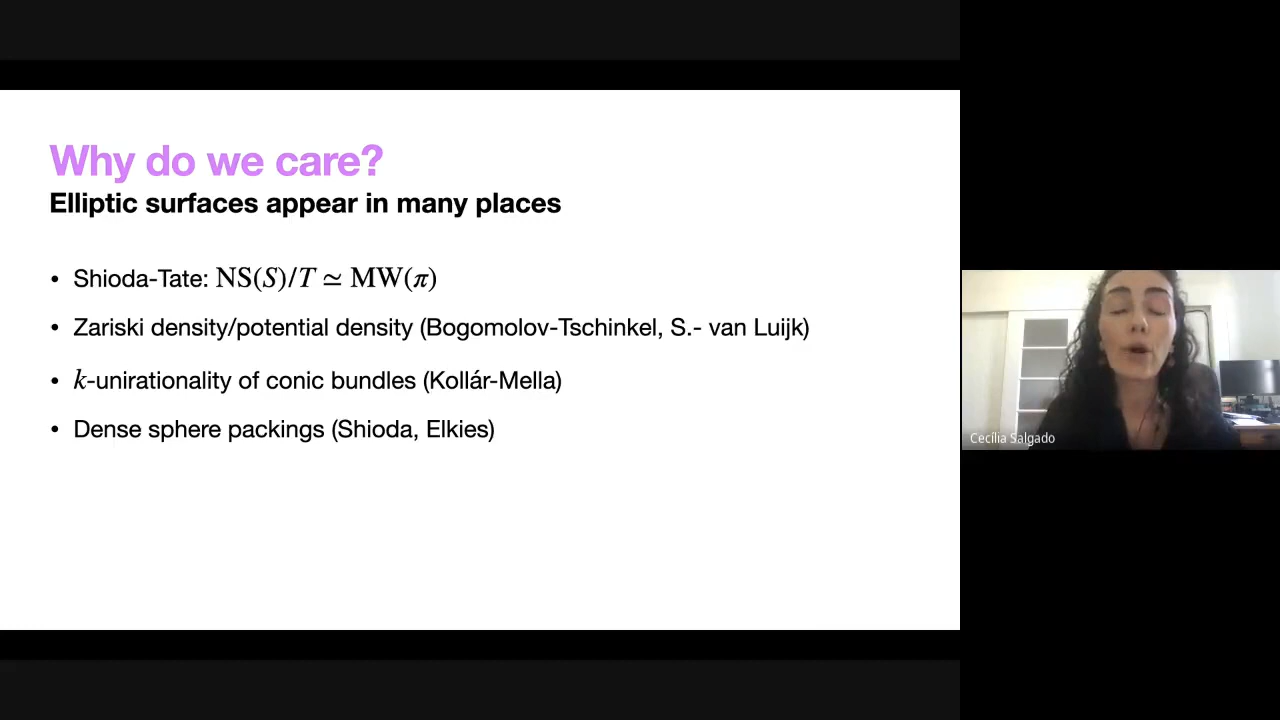 Why do we care?
Elliptic surfaces appear in many places
• Shioda-Tate: NS(S)/T ≃ MW(π)
• Zariski density/potential density (Bogomolov-Tschinkel, S.- van Luijk)
• k-unirationality of conic bundles (Kollár-Mella)
• Dense sphere packings (Shioda, Elkies)
Cecília Salgado